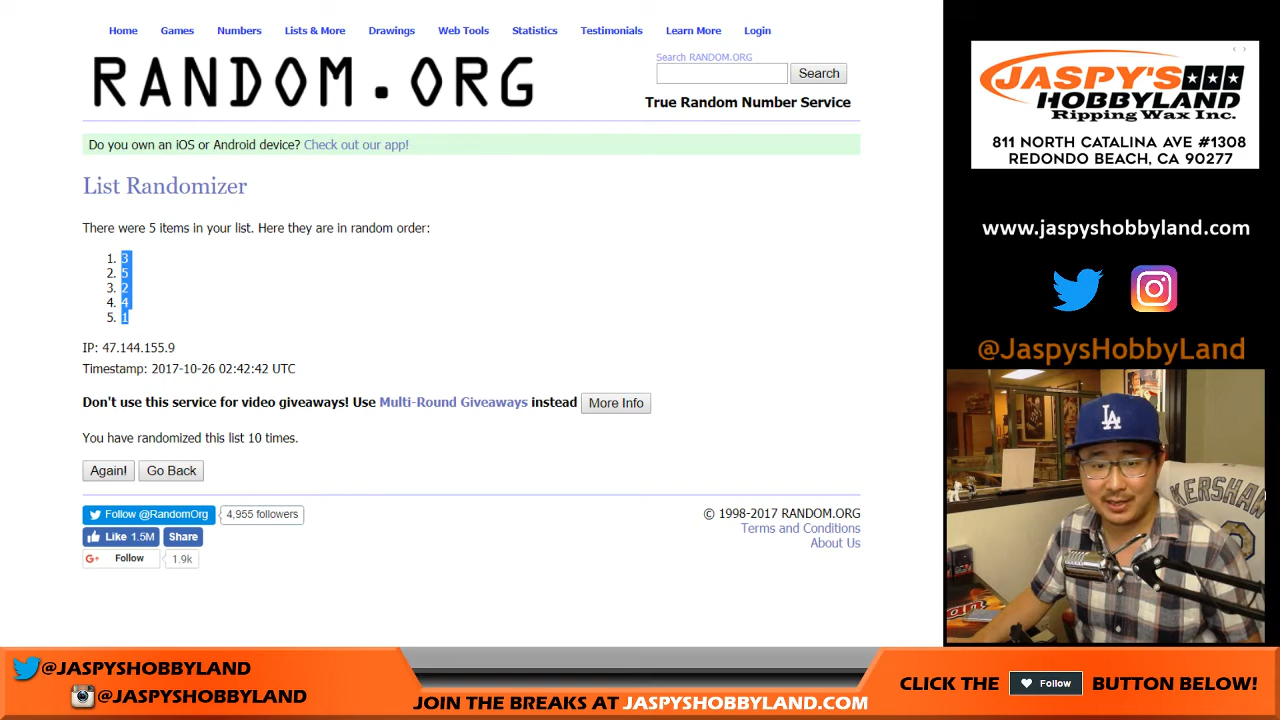 Home Games Numbers Lists & More Drawings Web Tools Statistics Testimonials Learn More Login
RANDOM.ORG
Search RANDOM.ORG
Search
True Random Number Service
Do you own an iOS or Android device? Check out our app!
List Randomizer
There were 5 items in your list. Here they are in random order:
1. 3
2. 5
3. 2
4. 4
5. 1
IP: 47.144.155.9
Timestamp: 2017-10-26 02:42:42 UTC
Don't use this service for video giveaways! Use Multi-Round Giveaways instead More Info
You have randomized this list 10 times.
Again! Go Back
Follow @RandomOrg 4,955 followers
Like 1.5M Share
G+ Follow 1.9k
© 1998-2017 RANDOM.ORG
Terms and Conditions
About Us
JASPY'S
HOBBYLAND
Ripping Wax Inc.
811 NORTH CATALINA AVE #1308
REDONDO BEACH, CA 90277
www.jaspyshobbyland.com
@JaspysHobbyLand
LA
KERSHAW
@JASPYSHOBBYLAND
@JASPYSHOBBYLAND
JOIN THE BREAKS AT JASPYSHOBBYLAND.COM
CLICK THE Follow BUTTON BELOW!